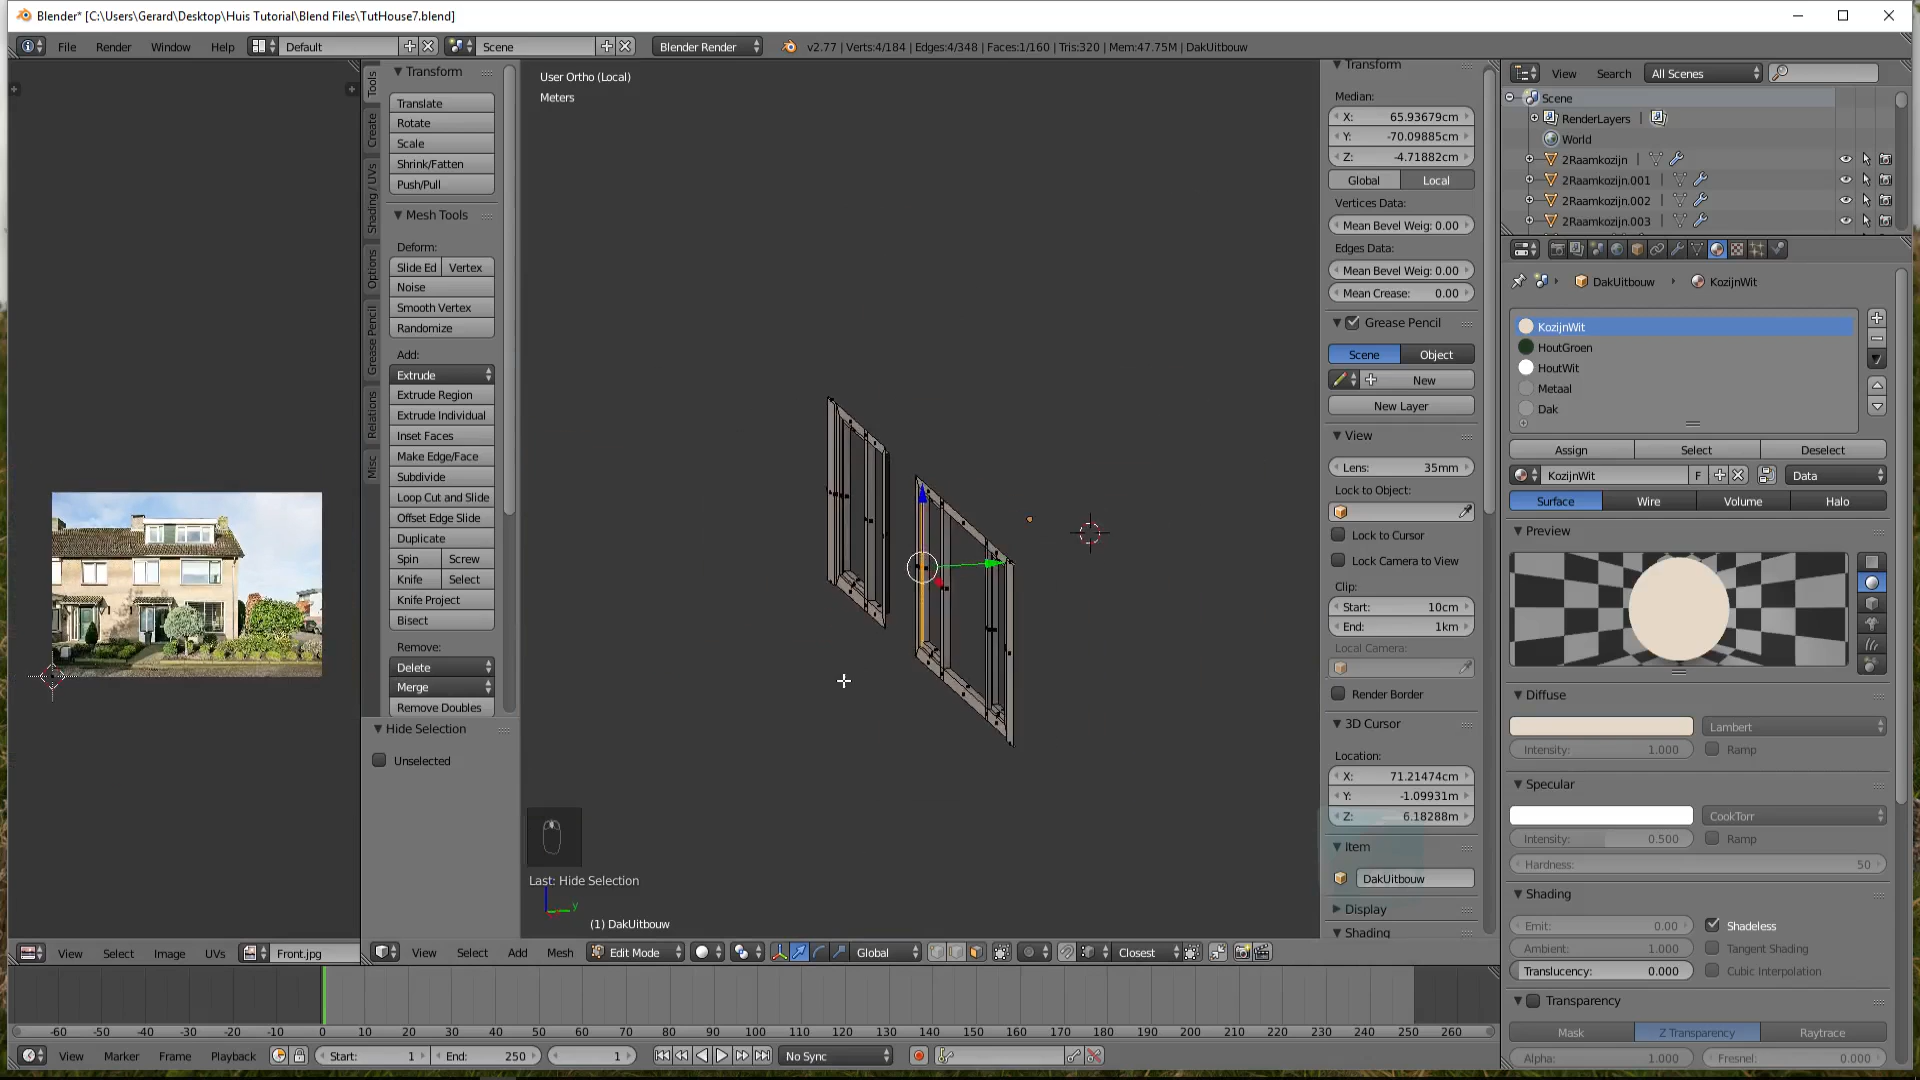 Blender* [C:\Users\Gerard\Desktop\Huis Tutorial\Blend Files\TutHouse7.blend]
File Render Window Help Default Scene Blender Render v2.77 | Verts:4/184 | Edges:4/348 | Faces:1/160 | Tris:320 | Mem:47.75M | DakUitbouw
Tools
Create
Shading / UVs
Options
Grease Pencil
Relations
Misc
Transform
Translate
Rotate
Scale
Shrink/Fatten
Push/Pull
Mesh Tools
Deform:
Slide Ed Vertex
Noise
Smooth Vertex
Randomize
Add:
Extrude
Extrude Region
Extrude Individual
Inset Faces
Make Edge/Face
Subdivide
Loop Cut and Slide
Offset Edge Slide
Duplicate
Spin Screw
Knife Select
Knife Project
Bisect
Remove:
Delete
Merge
Remove Doubles
Hide Selection
Unselected
User Ortho (Local)
Meters
Last: Hide Selection
y
(1) DakUitbouw
Transform
Median:
X: 65.93679cm
Y: -70.09885cm
Z: -4.71882cm
Global Local
Vertices Data:
Mean Bevel Weig: 0.00
Edges Data:
Mean Bevel Weig: 0.00
Mean Crease: 0.00
Grease Pencil
Scene Object
New
New Layer
View
Lens: 35mm
Lock to Object:
Lock to Cursor
Lock Camera to View
Clip:
Start: 10cm
End: 1km
Local Camera:
Render Border
3D Cursor
Location:
X: 71.21474cm
Y: -1.09931m
Z: 6.18288m
Item
DakUitbouw
Display
Shading
View Search All Scenes
Scene
RenderLayers |
World
2Raamkozijn |
2Raamkozijn.001 |
2Raamkozijn.002 |
2Raamkozijn.003 |
DakUitbouw KozijnWit
KozijnWit
HoutGroen
HoutWit
Metaal
Dak
Assign Select Deselect
KozijnWit F Data
Surface Wire Volume Halo
Preview
Diffuse
Lambert
Intensity: 1.000 Ramp
Specular
CookTorr
Intensity: 0.500 Ramp
Hardness: 50
Shading
Emit: 0.00 Shadeless
Ambient: 1.000 Tangent Shading
Translucency: 0.000 Cubic Interpolation
Transparency
Mask Z Transparency Raytrace
Alpha: 1.000 Fresnel: 0.000
View Select Image UVs Front.jpg
View Select Add Mesh Edit Mode Global Closest
-60 -50 -40 -30 -20 -10 0 10 20 30 40 50 60 70 80 90 100 110 120 130 140 150 160 170 180 190 200 210 220 230 240 250 260
View Marker Frame Playback Start: 1 End: 250 1 No Sync